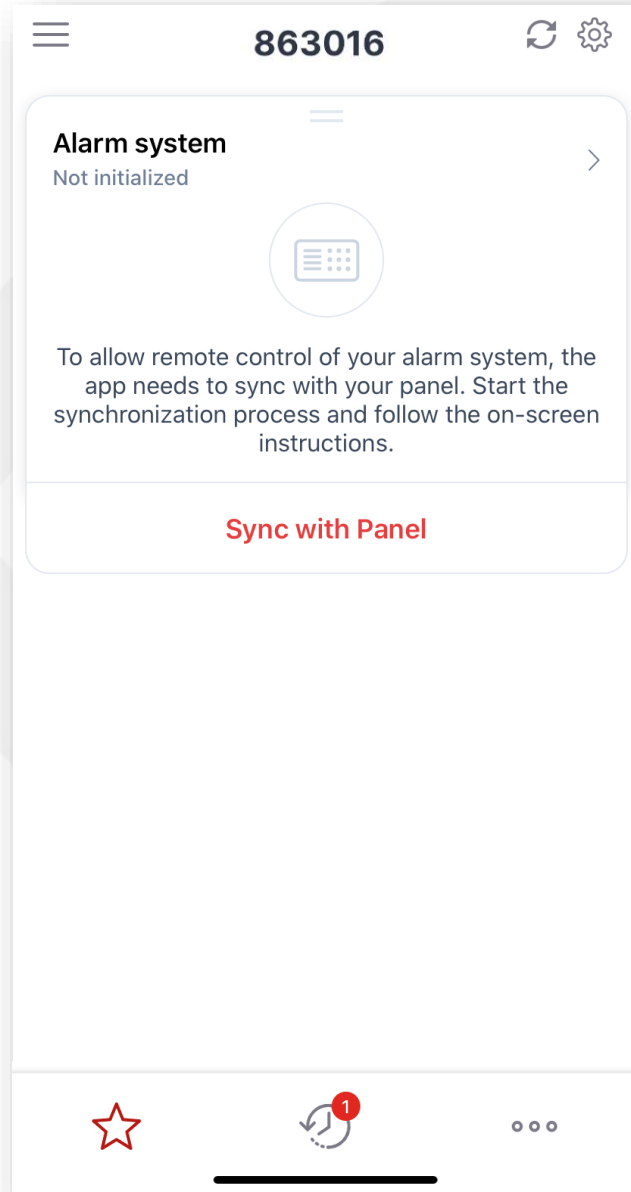 863016
Alarm system
Not initialized
To allow remote control of your alarm system, the
app needs to sync with your panel. Start the
synchronization process and follow the on-screen
instructions.
Sync with Panel
1